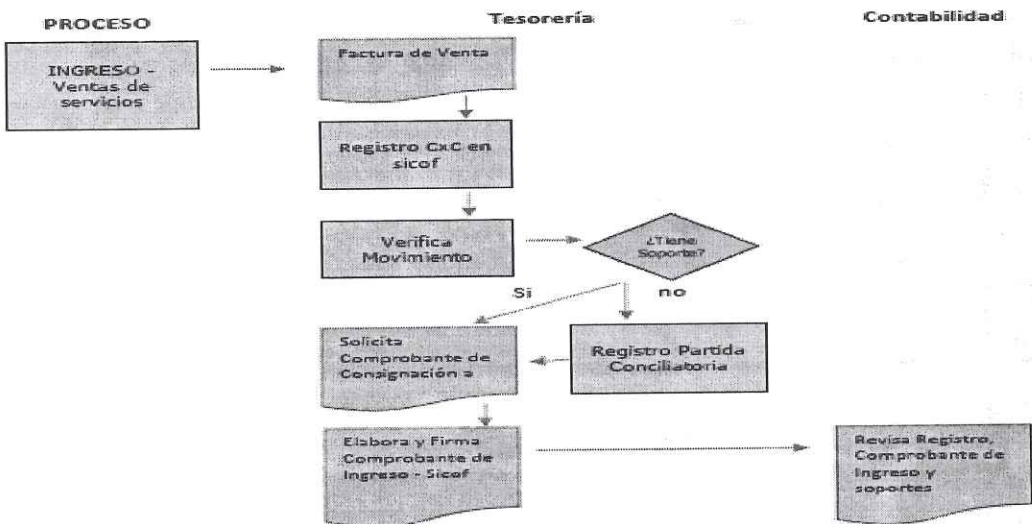 PROCESO
Tesorería
Contabilidad
INGRESO -
Ventas de
servicios
Factura de Venta
Registro CxC en
sicof
Verifica
Movimiento
¿Tiene
Soporte?
Si
no
Solicita
Comprobante de
Consignación a
Registro Partida
Conciliatoria
Elabora y Firma
Comprobante de
Ingreso - Sicof
Revisa Registro,
Comprobante de
Ingreso y
soportes